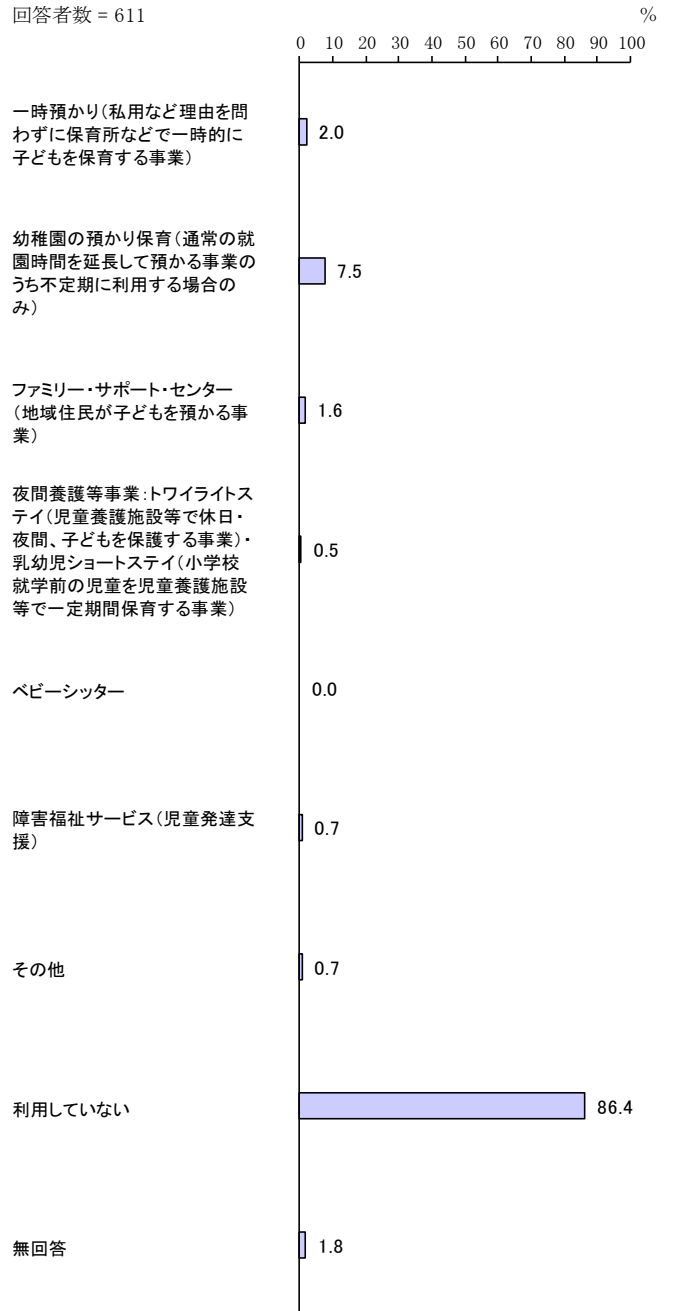 回答者数 = 611
%
0 10 20 30 40 50 60 70 80 90 100
一時預かり（私用など理由を問
わずに保育所などで一時的に
子どもを保育する事業）
2.0
幼稚園の預かり保育（通常の就
園時間を延長して預かる事業の
うち不定期に利用する場合の
み）
7.5
ファミリー・サポート・センター
（地域住民が子どもを預かる事
業）
1.6
夜間養護等事業：トワイライトス
テイ（児童養護施設等で休日・
夜間、子どもを保護する事業）・
乳幼児ショートステイ（小学校
就学前の児童を児童養護施設
等で一定期間保育する事業）
0.5
ベビーシッター
0.0
障害福祉サービス（児童発達支
援）
0.7
その他
0.7
利用していない
86.4
無回答
1.8